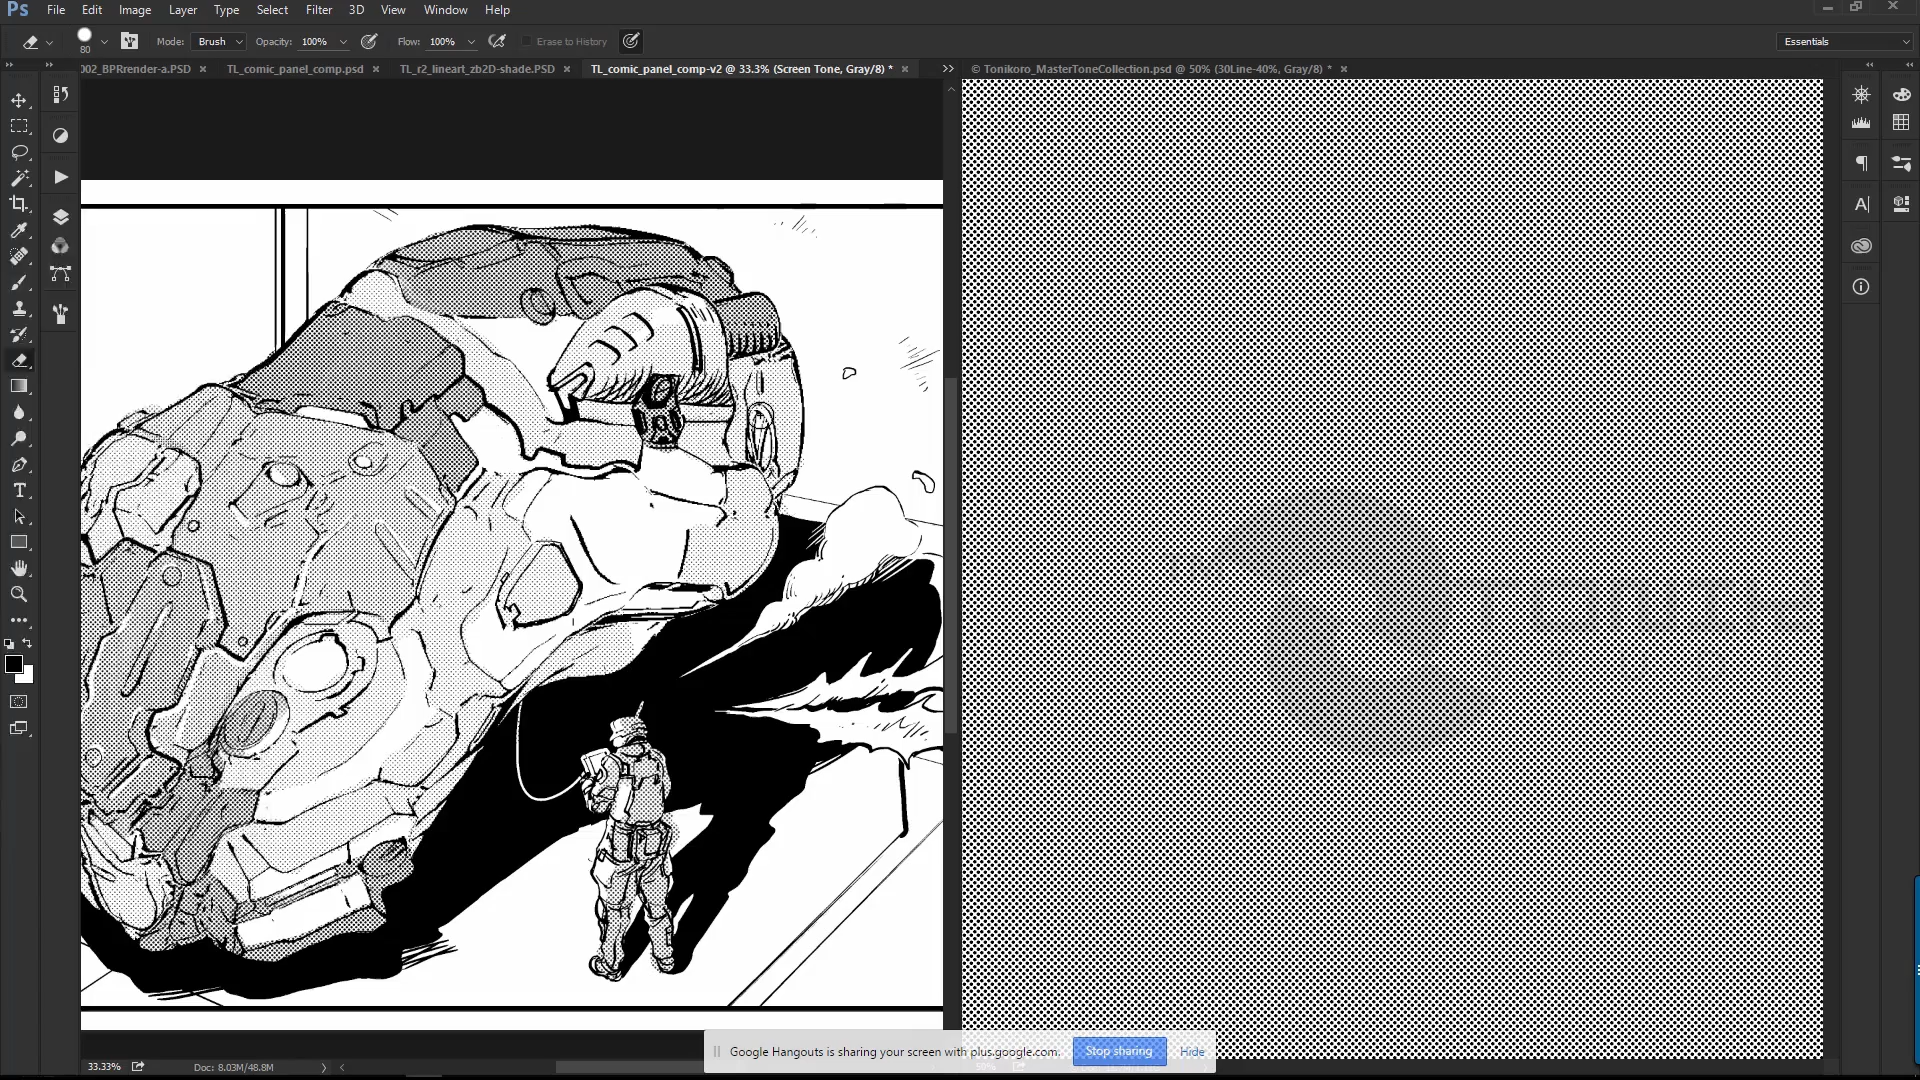 Ps File Edit Image Layer Type Select Filter 3D View Window Help
80 Mode: Brush Opacity: 100% Flow: 100% Erase to History Essentials
002_BPRrender-a.PSD TL_comic_panel_comp.psd TL_r2_lineart_zb2D-shade.PSD TL_comic_panel_comp-v2 @ 33.3% (Screen Tone, Gray/8) * © Tonikoro_MasterToneCollection.psd @ 50% (30Line-40%, Gray/8) *
Google Hangouts is sharing your screen with plus.google.com. Stop sharing Hide
33.33% Doc: 8.03M/48.8M 50%